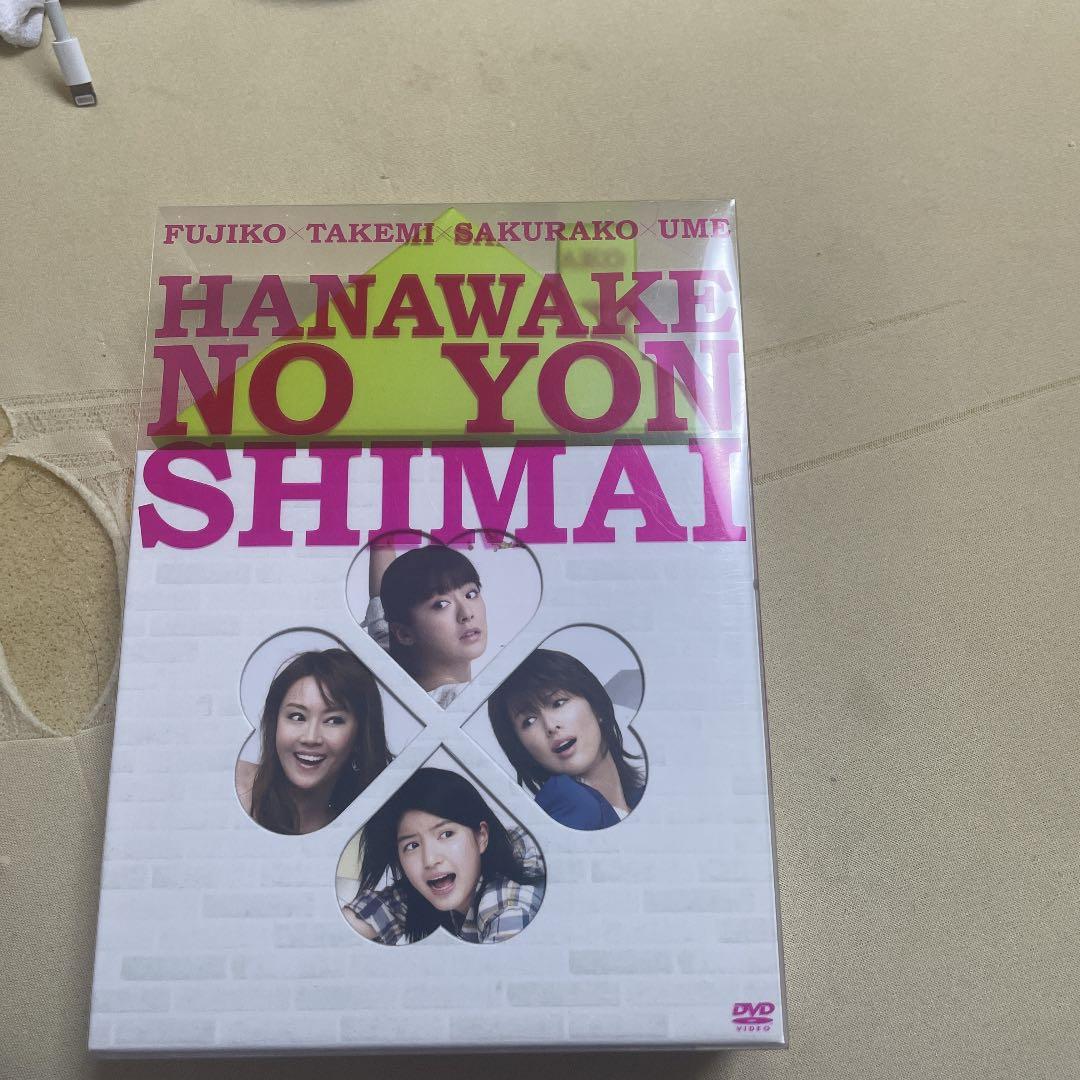 FUJIKO×TAKEMI×SAKURAKO×UME
HANAWAKE
NO YON
SHIMAI
DVD
VIDEO